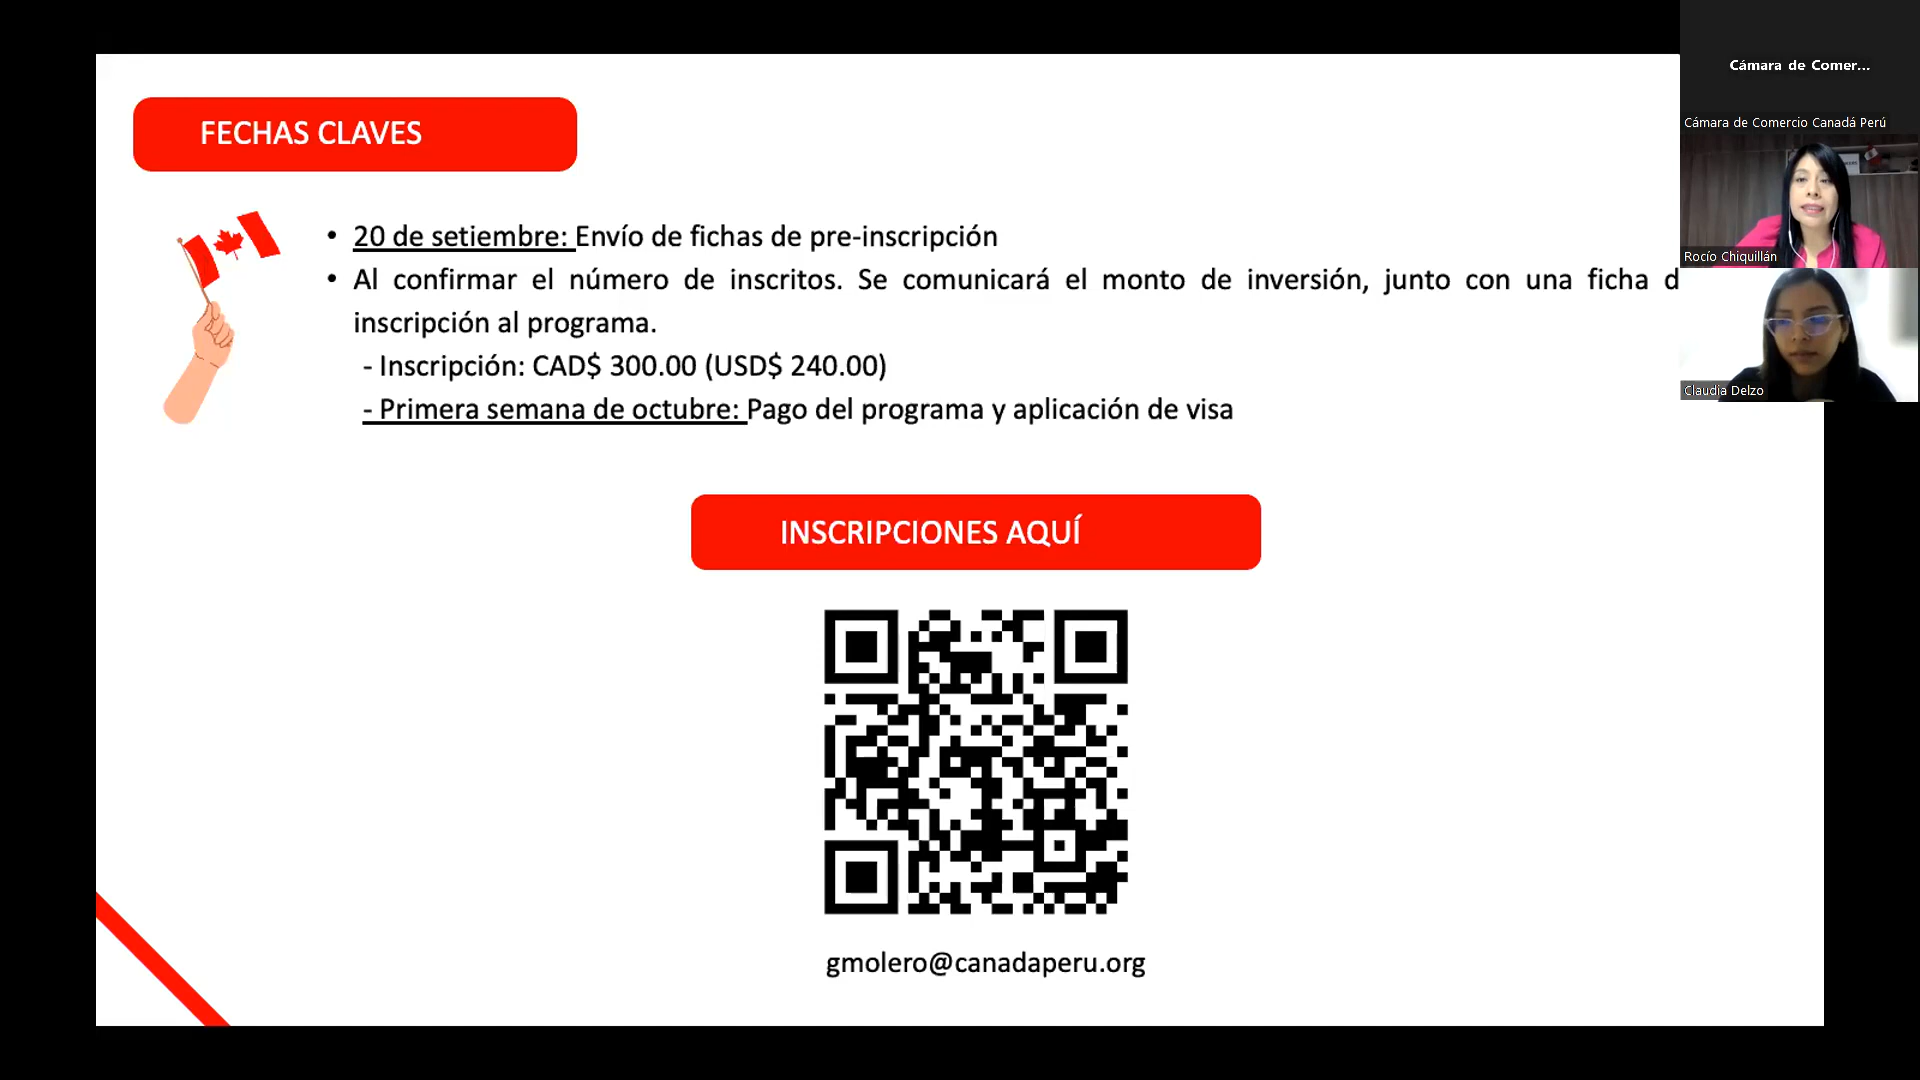 FECHAS CLAVES
• 20 de setiembre: Envío de fichas de pre-inscripción
• Al confirmar el número de inscritos. Se comunicará el monto de inversión, junto con una ficha d
inscripción al programa.
- Inscripción: CAD$ 300.00 (USD$ 240.00)
- Primera semana de octubre: Pago del programa y aplicación de visa
INSCRIPCIONES AQUÍ
gmolero@canadaperu.org
Cámara de Comer...
Cámara de Comercio Canadá Perú
Rocío Chiquillán
Claudia Delzo